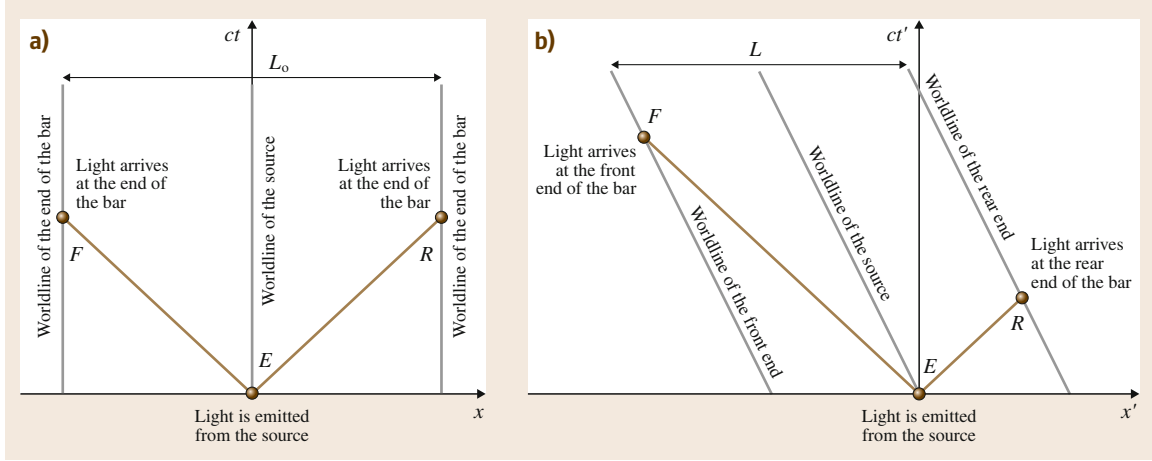 a)
ct
L₀
Worldline of the end of the bar
Light arrives
at the end of
the bar
F
Worldline of the source
Light arrives
at the end of
the bar
R
Worldline of the end of the bar
E
x
Light is emitted
from the source
b)
ct′
L
F
Light arrives
at the front
end of the bar
Worldline of the front end
Worldline of the source
Worldline of the rear end
Light arrives
at the rear
end of the bar
R
E
x′
Light is emitted
from the source